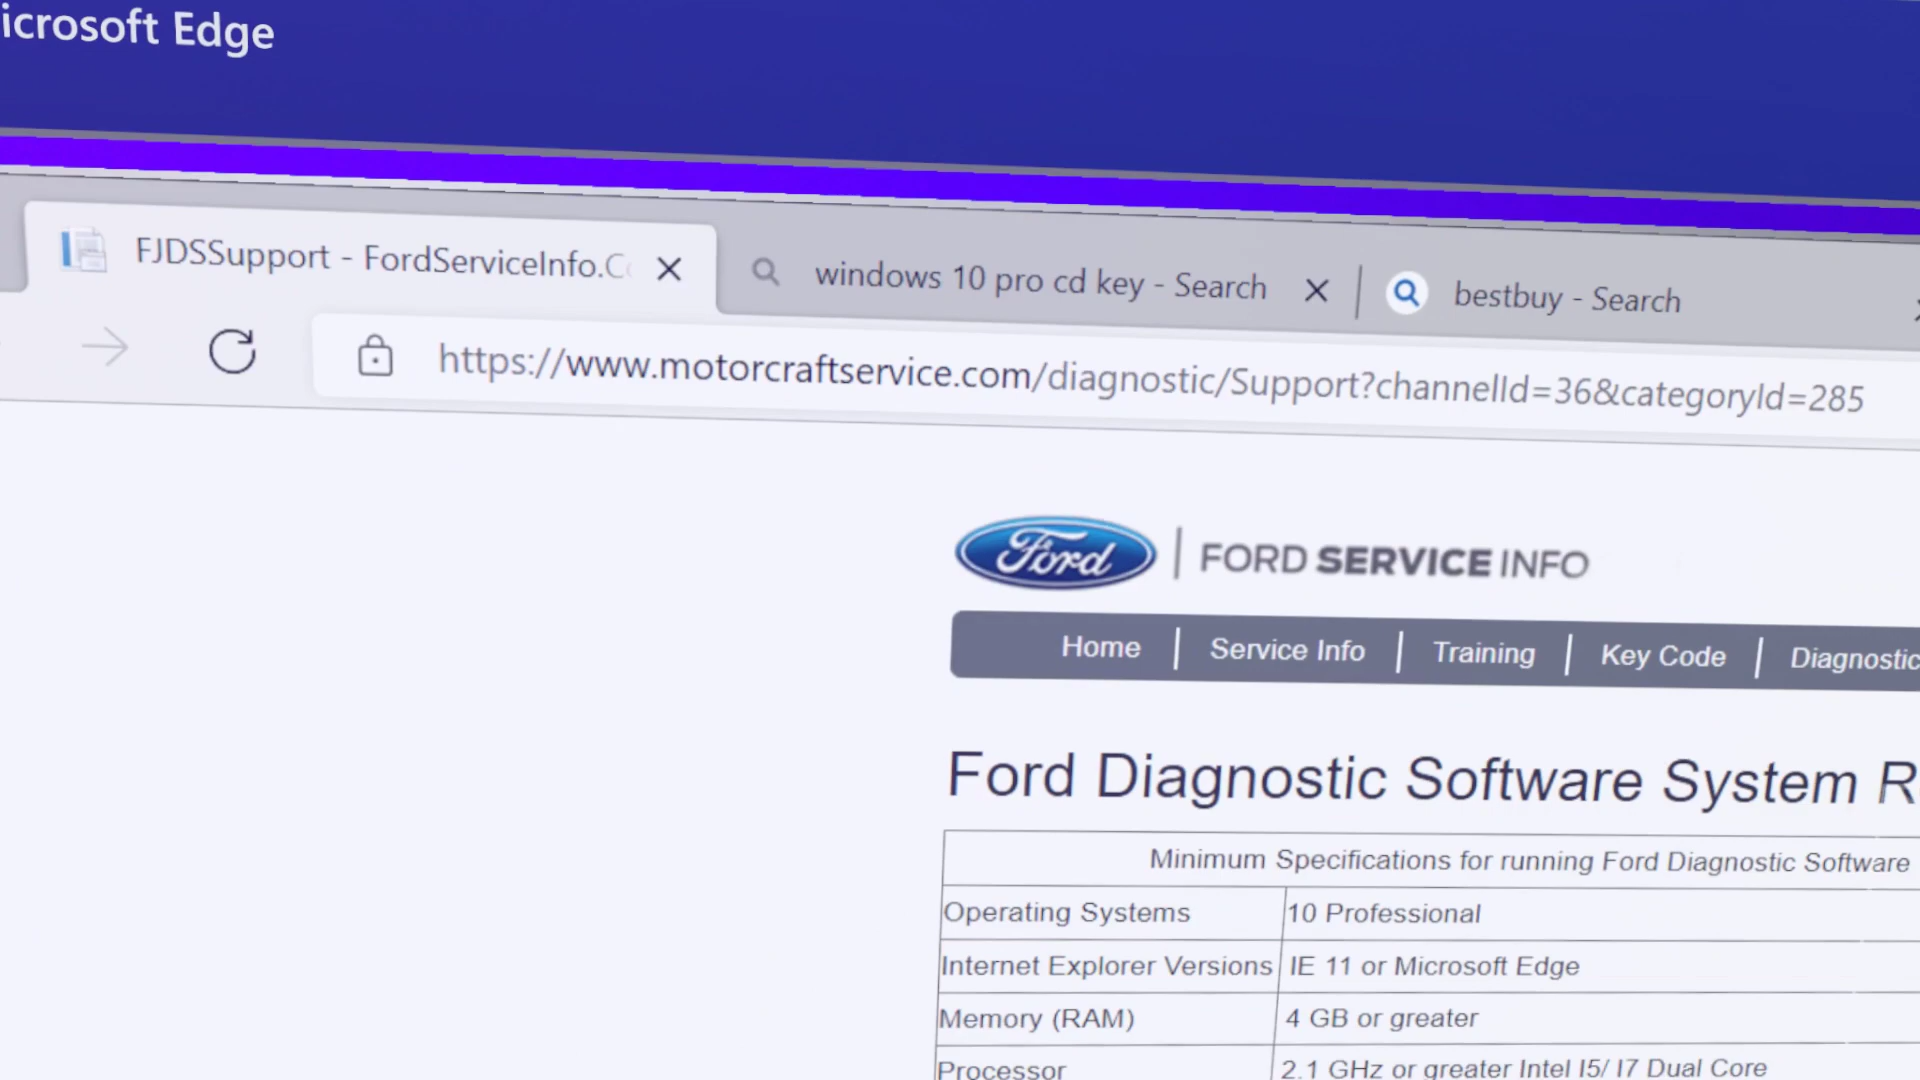 icrosoft Edge
FJDSSupport - FordServiceInfo.C
windows 10 pro cd key - Search
bestbuy - Search
https://www.motorcraftservice.com/diagnostic/Support?channelId=36&categoryId=285
Ford | FORD SERVICE INFO
Home | Service Info | Training | Key Code | Diagnostic
Ford Diagnostic Software System R
Minimum Specifications for running Ford Diagnostic Software
Operating Systems 10 Professional
Internet Explorer Versions IE 11 or Microsoft Edge
Memory (RAM) 4 GB or greater
Processor 2.1 GHz or greater Intel I5/ I7 Dual Core